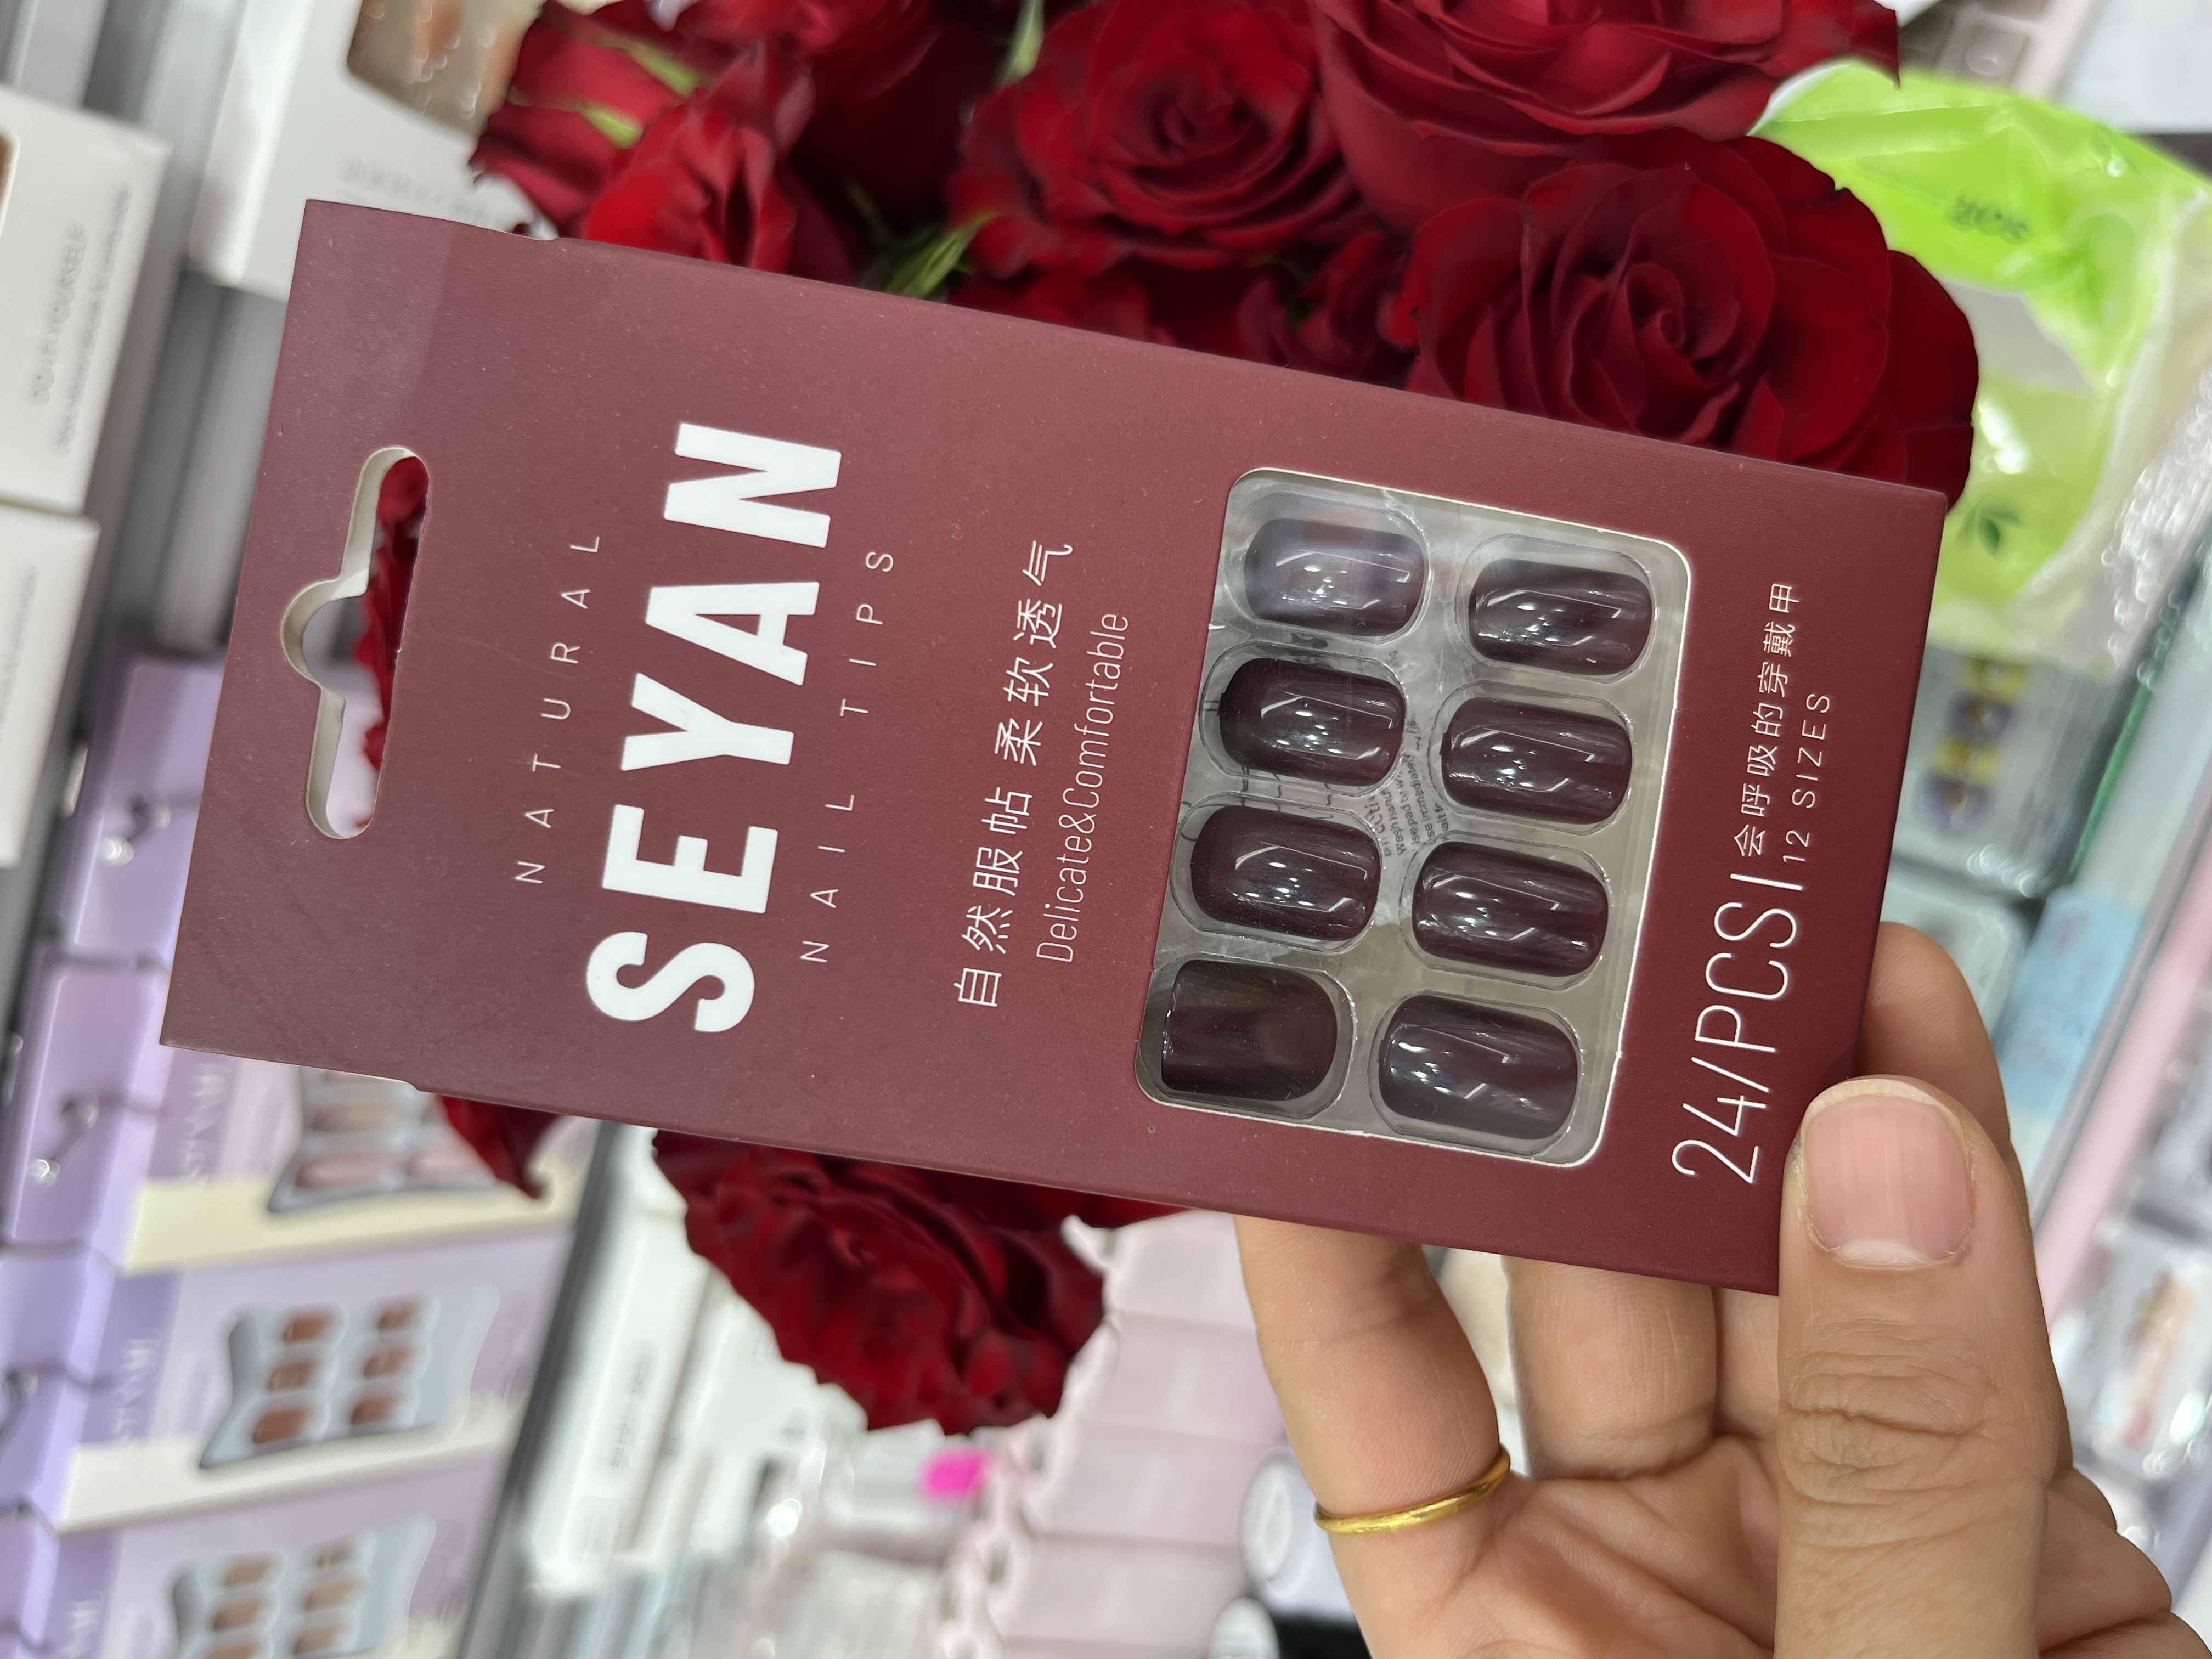 NATURAL
SEYAN
NAIL TIPS
自然服帖 柔软透气
Delicate&Comfortable
24/PCS | 会呼吸的穿戴甲
12 SIZES